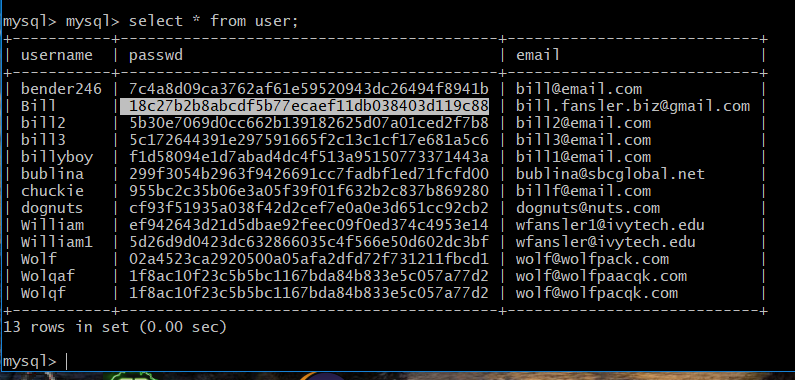 mysql> mysql> select * from user;
+-----------+------------------------------------------+----------------------------+
| username | passwd | email |
+-----------+------------------------------------------+----------------------------+
| bender246 | 7c4a8d09ca3762af61e59520943dc26494f8941b | bill@email.com |
| Bill | 18c27b2b8abcdf5b77ecaef11db038403d119c88 | bill.fansler.biz@gmail.com |
| bill2 | 5b30e7069d0cc662b139182625d07a01ced2f7b8 | bill2@email.com |
| bill3 | 5c172644391e297591665f2c13c1cf17e681a5c6 | bill3@email.com |
| billyboy | f1d58094e1d7abad4dc4f513a95150773371443a | bill1@email.com |
| bublina | 299f3054b2963f9426691cc7fadbf1ed71fcfd00 | bublina@sbcglobal.net |
| chuckie | 955bc2c35b06e3a05f39f01f632b2c837b869280 | billf@email.com |
| dognuts | cf93f51935a038f42d2cef7e0a0e3d651cc92cb2 | dognuts@nuts.com |
| William | ef942643d21d5dbae92feec09f0ed374c4953e14 | wfansler1@ivytech.edu |
| William1 | 5d26d9d0423dc632866035c4f566e50d602dc3bf | wfansler@ivytech.edu |
| Wolf | 02a4523ca2920500a05afa2dfd72f731211fbcd1 | wolf@wolfpack.com |
| Wolqaf | 1f8ac10f23c5b5bc1167bda84b833e5c057a77d2 | wolf@wolfpaacqk.com |
| Wolqf | 1f8ac10f23c5b5bc1167bda84b833e5c057a77d2 | wolf@wolfpacqk.com |
+-----------+------------------------------------------+----------------------------+
13 rows in set (0.00 sec)
mysql>